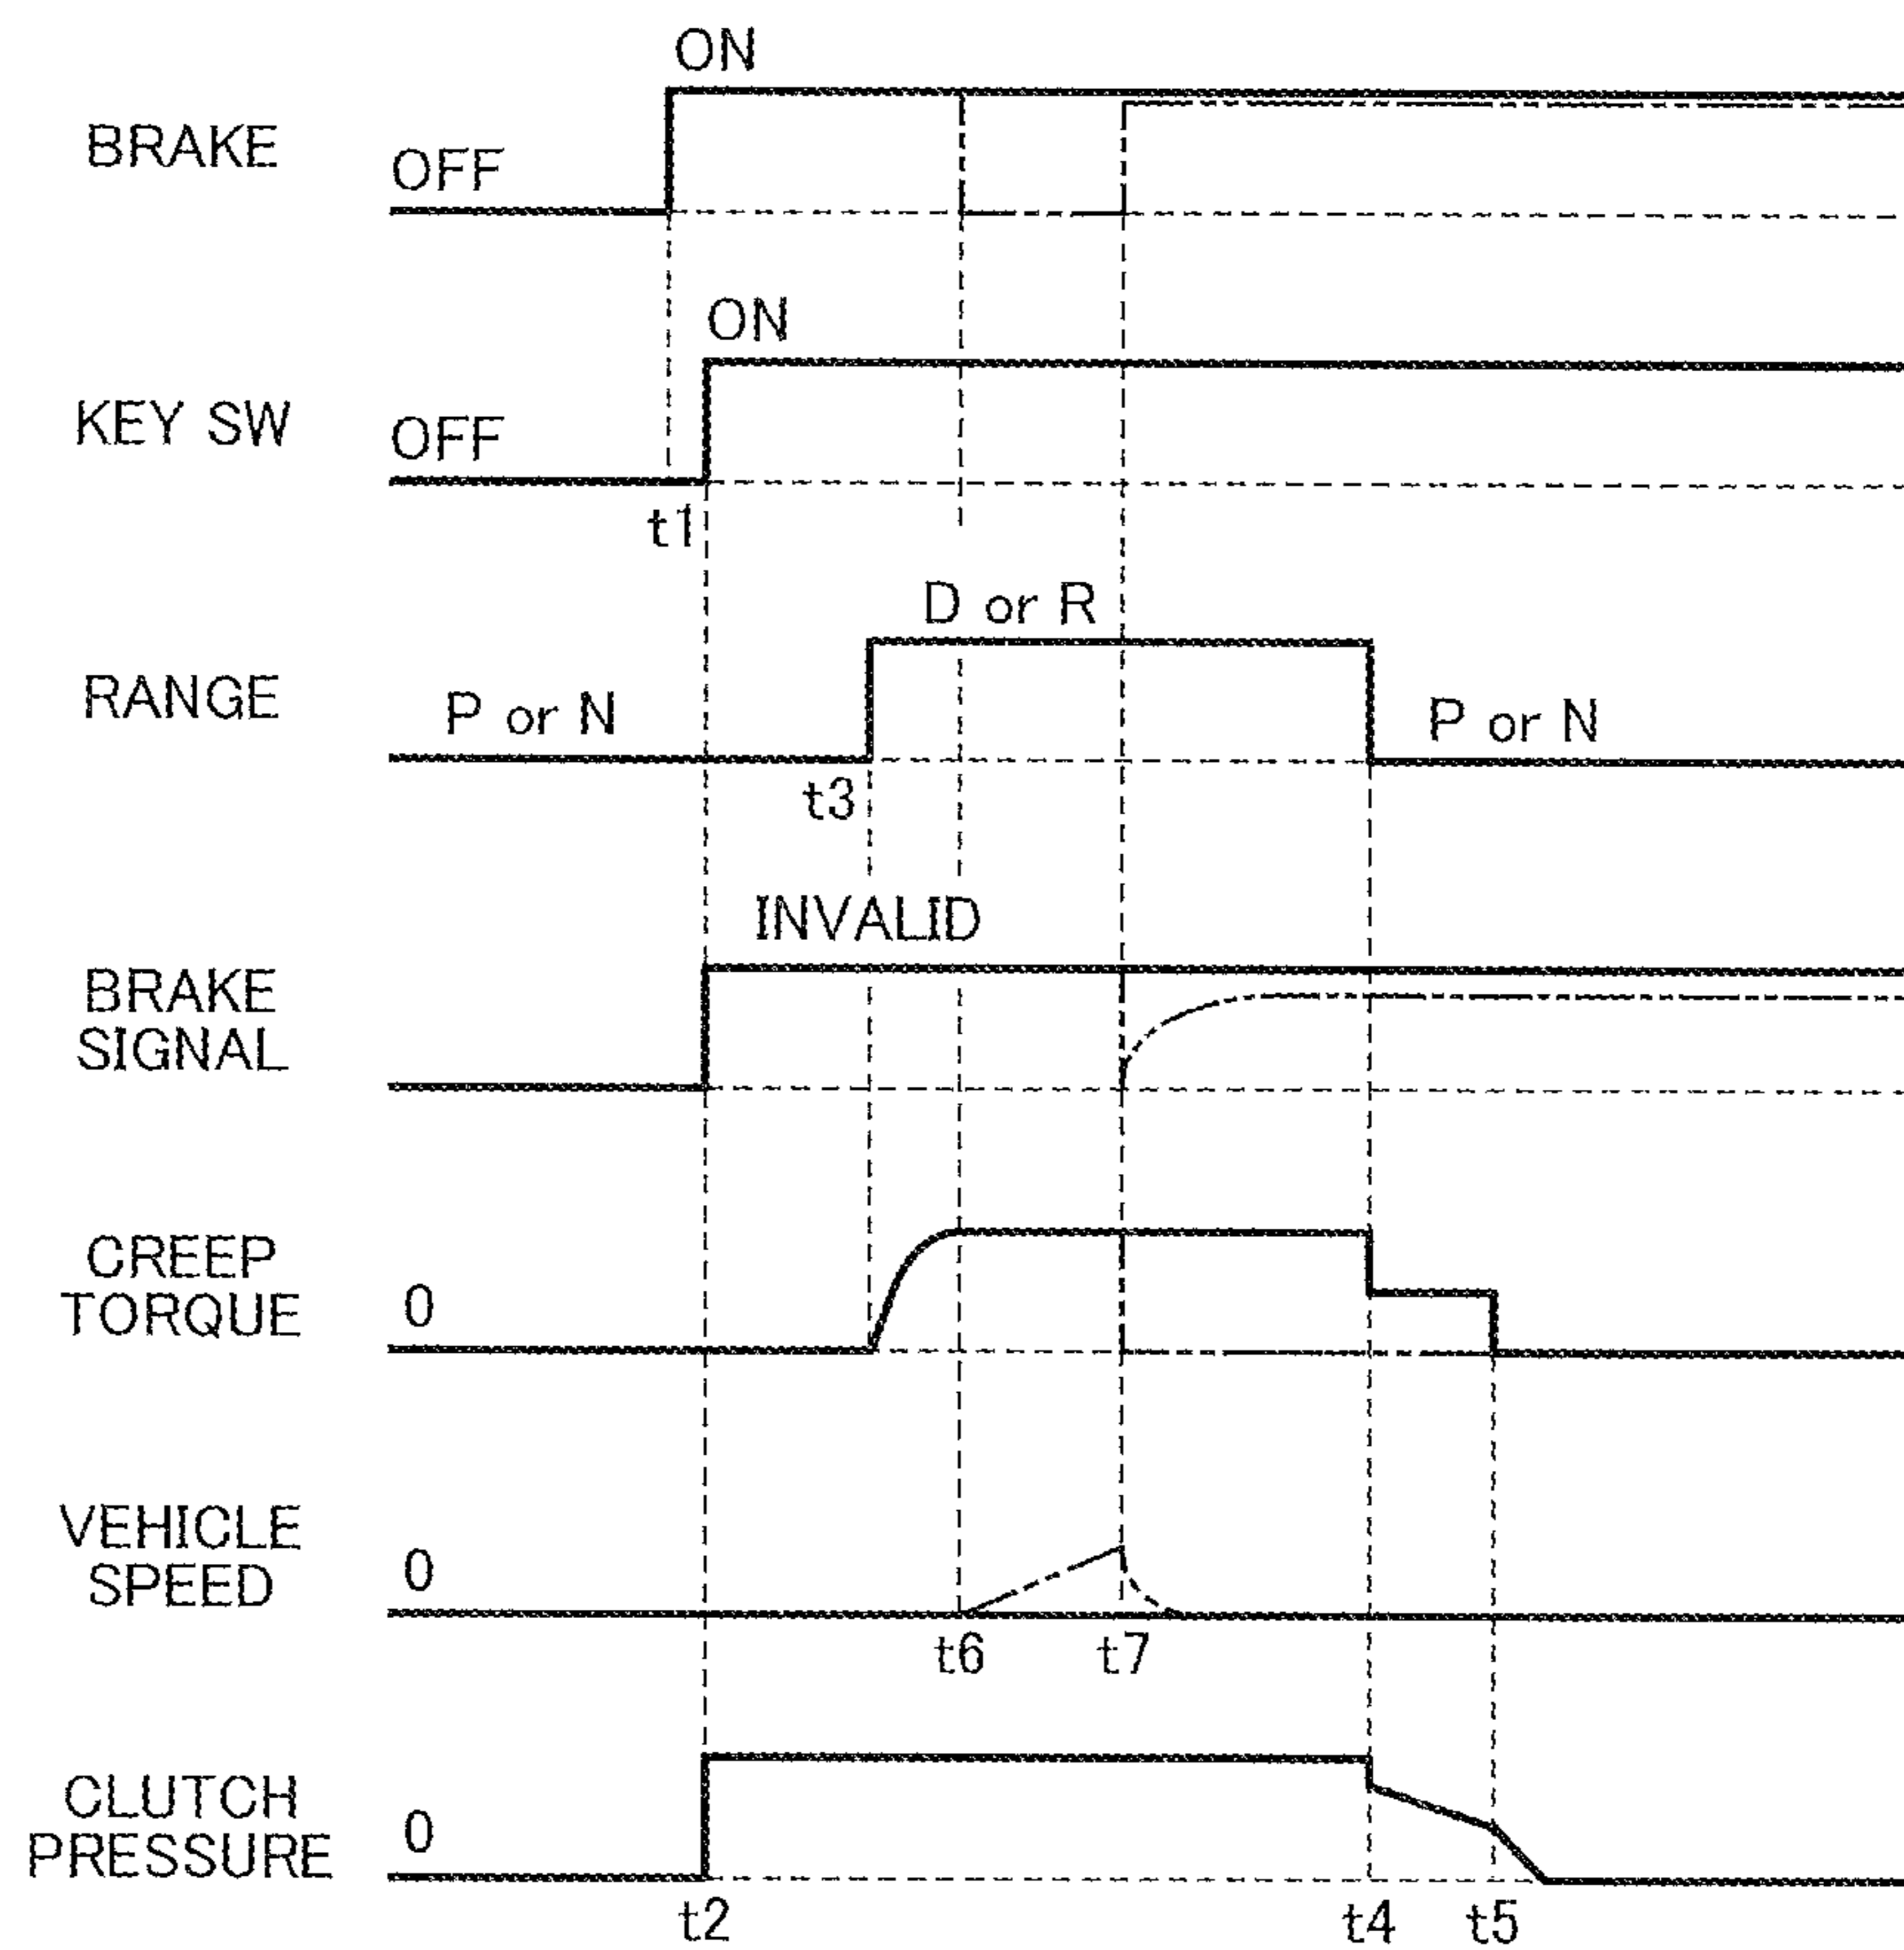 ON
BRAKE
OFF
ON
KEY SW
OFF
t1
D or R
RANGE
P or N
P or N
t3
INVALID
BRAKE
SIGNAL
CREEP
TORQUE
0
VEHICLE
SPEED
0
t6
t7
CLUTCH
PRESSURE
0
t2
t4
t5